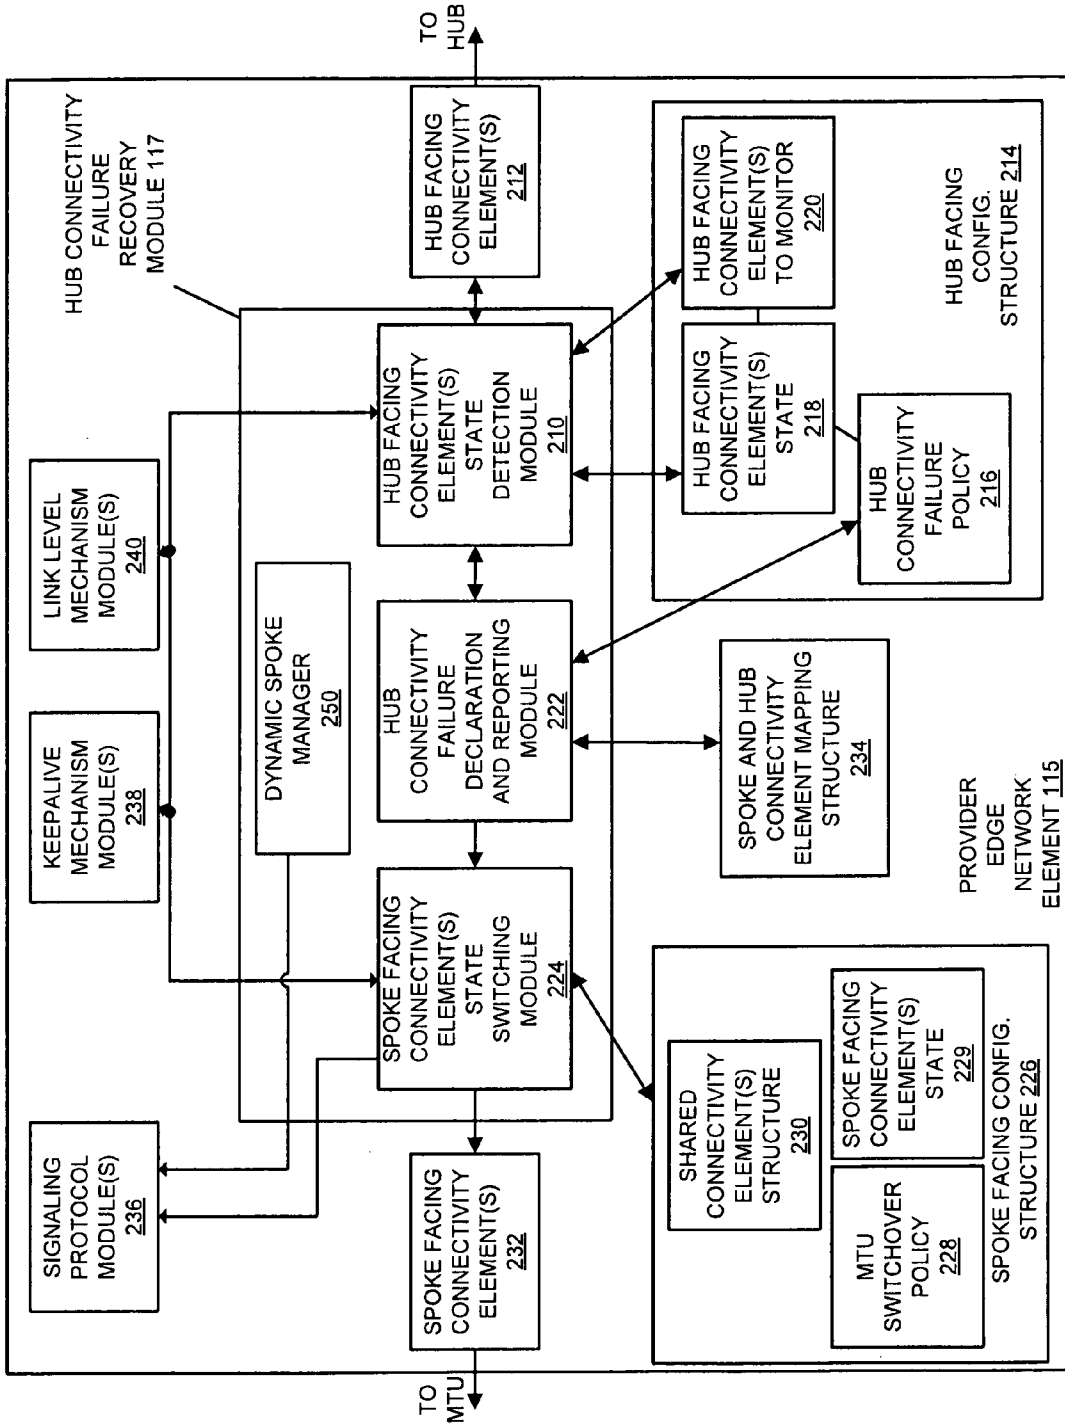 TO
HUB
HUB CONNECTIVITY
FAILURE
RECOVERY
MODULE 117
LINK LEVEL
MECHANISM
MODULE(S)
240
KEEPALIVE
MECHANISM
MODULE(S)
238
SIGNALING
PROTOCOL
MODULE(S)
236
DYNAMIC SPOKE
MANAGER
250
TO
MTU
SPOKE FACING
CONNECTIVITY
ELEMENT(S)
232
SPOKE FACING
CONNECTIVITY
ELEMENT(S)
STATE
SWITCHING
MODULE
224
HUB
CONNECTIVITY
FAILURE
DECLARATION
AND REPORTING
MODULE
222
HUB FACING
CONNECTIVITY
ELEMENT(S)
STATE
DETECTION
MODULE
210
HUB FACING
CONNECTIVITY
ELEMENT(S)
212
SHARED
CONNECTIVITY
ELEMENT(S)
STRUCTURE
230
MTU
SWITCHOVER
POLICY
228
SPOKE FACING
CONNECTIVITY
ELEMENT(S)
STATE
229
SPOKE FACING CONFIG.
STRUCTURE 226
SPOKE AND HUB
CONNECTIVITY
ELEMENT MAPPING
STRUCTURE
234
PROVIDER
EDGE
NETWORK
ELEMENT 115
HUB FACING
CONNECTIVITY
ELEMENT(S)
STATE
218
HUB FACING
CONNECTIVITY
ELEMENT(S)
TO MONITOR
220
HUB
CONNECTIVITY
FAILURE
POLICY
216
HUB FACING
CONFIG.
STRUCTURE 214